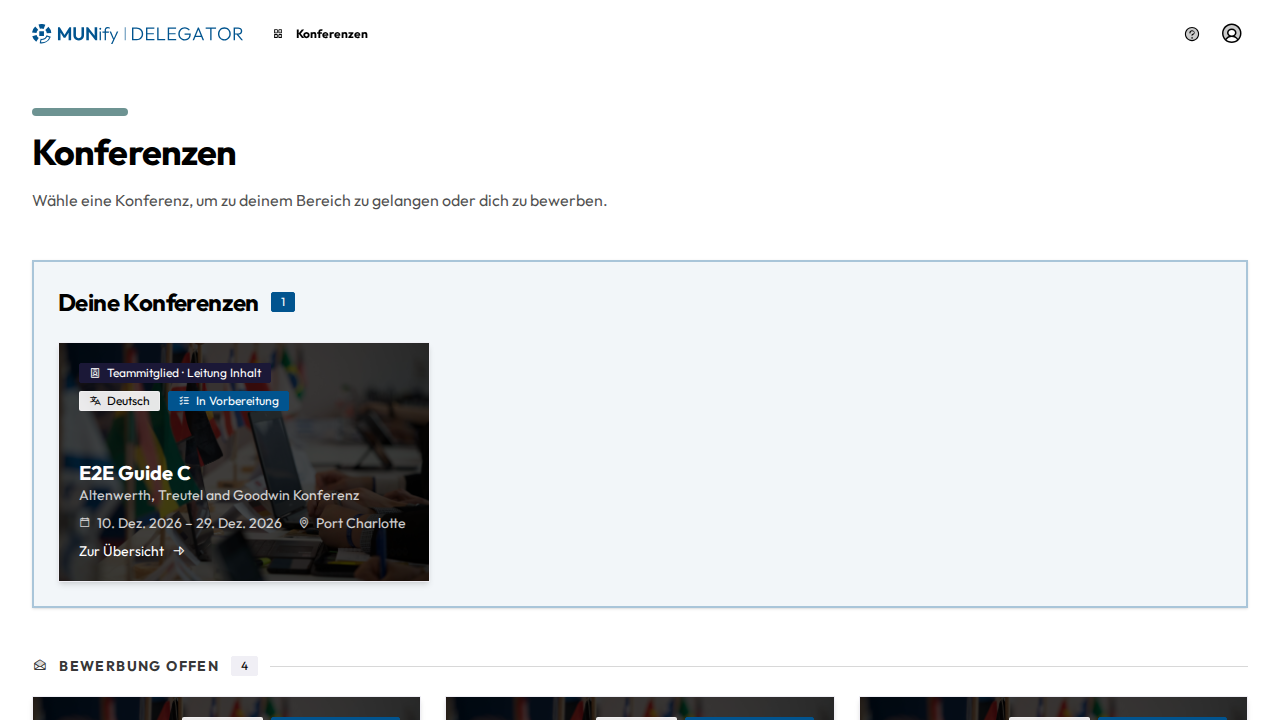 MUNify | DELEGATOR
Konferenzen
Konferenzen
Wähle eine Konferenz, um zu deinem Bereich zu gelangen oder dich zu bewerben.
Deine Konferenzen 1
Teammitglied · Leitung Inhalt
Deutsch In Vorbereitung
E2E Guide C
Altenwerth, Treutel and Goodwin Konferenz
10. Dez. 2026 – 29. Dez. 2026 Port Charlotte
Zur Übersicht
BEWERBUNG OFFEN 4